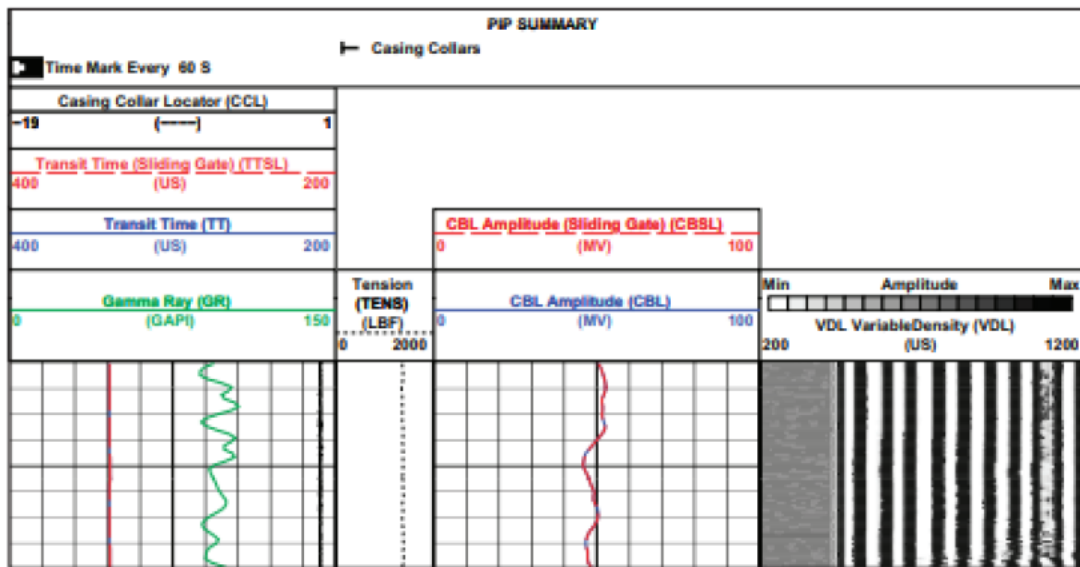 PIP SUMMARY
Casing Collars
Time Mark Every 60 S
Casing Collar Locator (CCL)
-19 (----) 1
Transit Time (Sliding Gate) (TTSL)
400 (US) 200
Transit Time (TT)
400 (US) 200
Gamma Ray (GR)
0 (GAPI) 150
Tension
(TENS)
(LBF)
0 2000
CBL Amplitude (Sliding Gate) (CBSL)
0 (MV) 100
CBL Amplitude (CBL)
0 (MV) 100
Min Amplitude Max
VDL VariableDensity (VDL)
200 (US) 1200